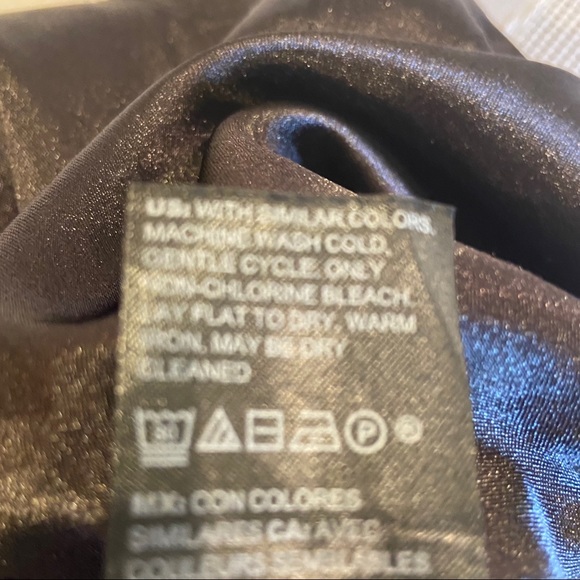 US: WITH SIMILAR COLORS.
MACHINE WASH COLD,
GENTLE CYCLE. ONLY
NON-CHLORINE BLEACH.
LAY FLAT TO DRY. WARM
IRON. MAY BE DRY
CLEANED
P
MX: CON COLORES
SIMILARES CA: AVEC
COULEURS SIMILABLES